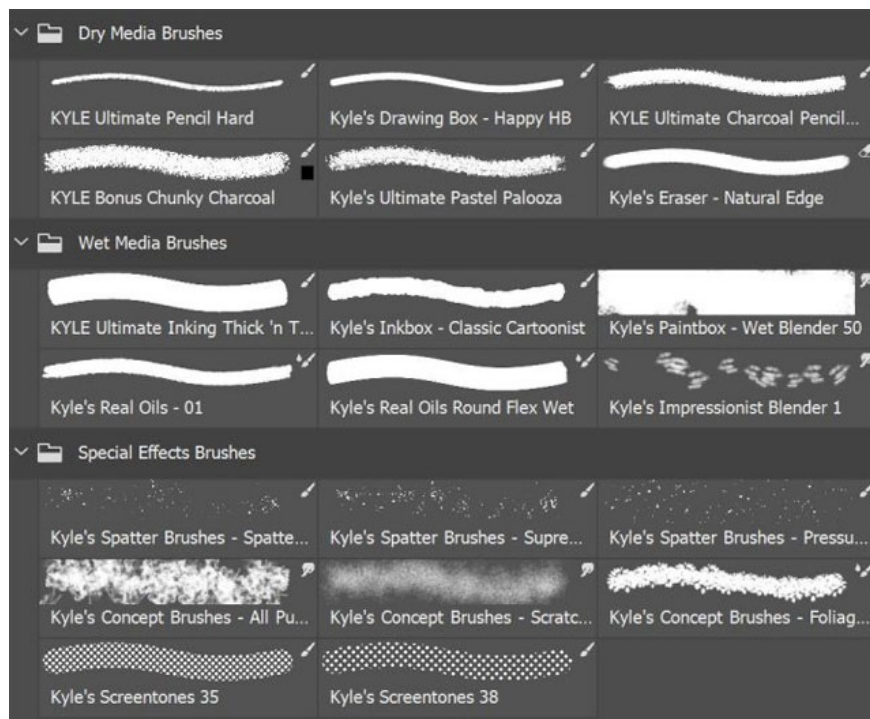 Dry Media Brushes
KYLE Ultimate Pencil Hard
Kyle's Drawing Box - Happy HB
KYLE Ultimate Charcoal Pencil...
KYLE Bonus Chunky Charcoal
Kyle's Ultimate Pastel Palooza
Kyle's Eraser - Natural Edge
Wet Media Brushes
KYLE Ultimate Inking Thick 'n T...
Kyle's Inkbox - Classic Cartoonist
Kyle's Paintbox - Wet Blender 50
Kyle's Real Oils - 01
Kyle's Real Oils Round Flex Wet
Kyle's Impressionist Blender 1
Special Effects Brushes
Kyle's Spatter Brushes - Spatte...
Kyle's Spatter Brushes - Supre...
Kyle's Spatter Brushes - Pressu...
Kyle's Concept Brushes - All Pu...
Kyle's Concept Brushes - Scratc...
Kyle's Concept Brushes - Foliag...
Kyle's Screentones 35
Kyle's Screentones 38